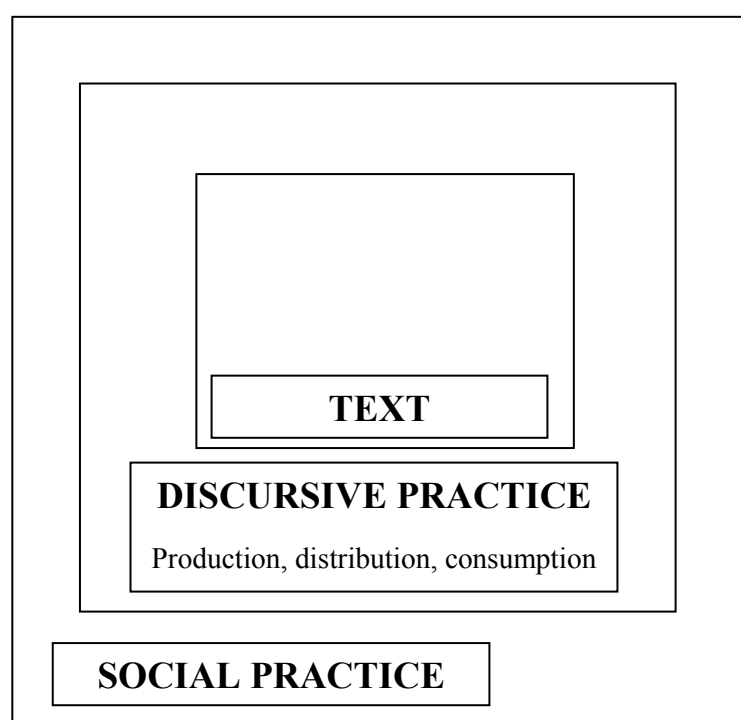 TEXT
DISCURSIVE PRACTICE
Production, distribution, consumption
SOCIAL PRACTICE